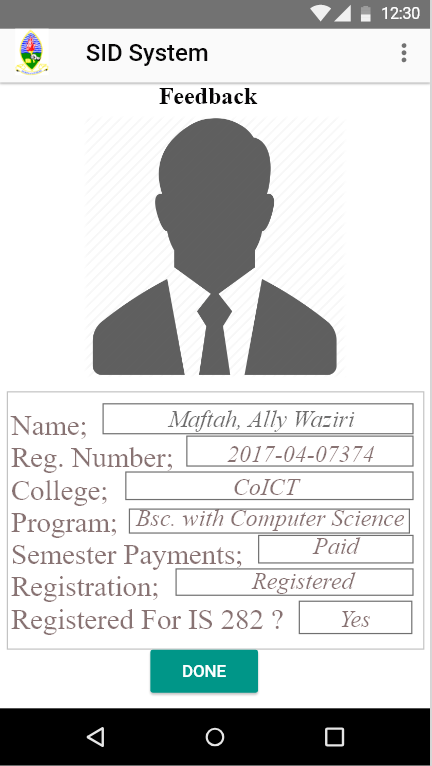 12:30
SID System
Feedback
Name; Maftah, Ally Waziri
Reg. Number; 2017-04-07374
College; CoICT
Program; Bsc. with Computer Science
Semester Payments; Paid
Registration; Registered
Registered For IS 282 ? Yes
DONE